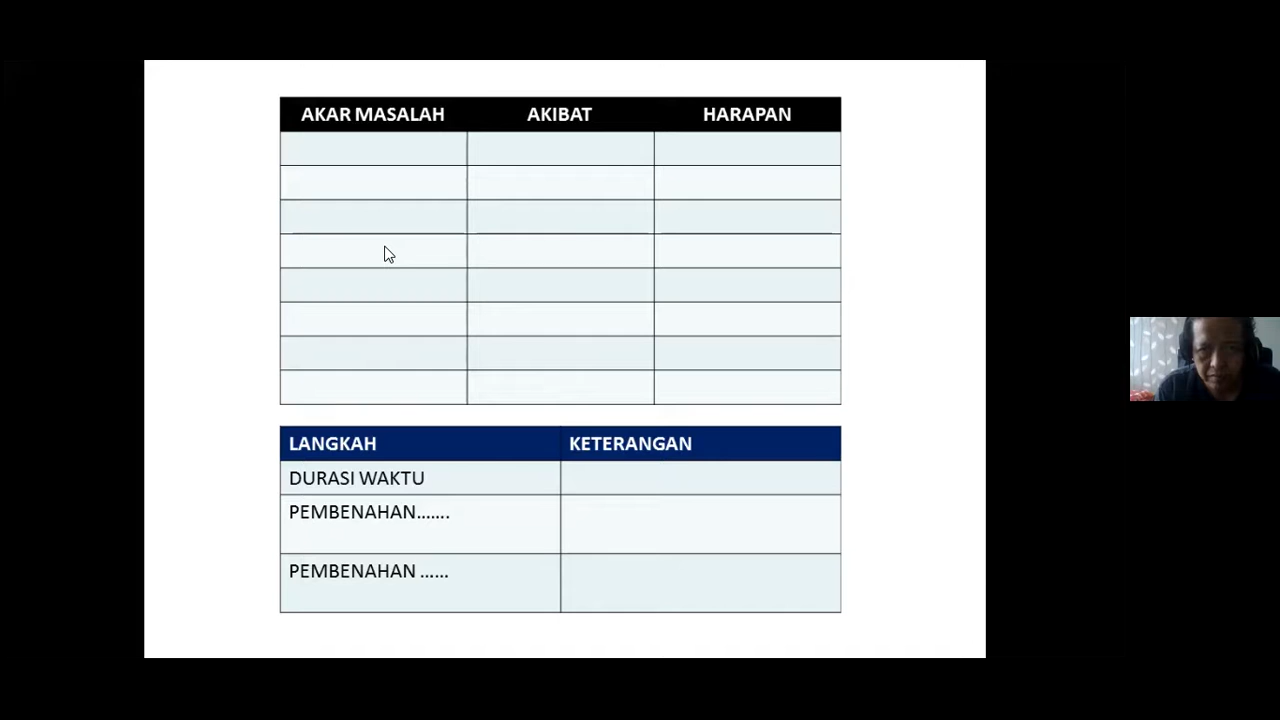 AKAR MASALAH AKIBAT HARAPAN
LANGKAH KETERANGAN
DURASI WAKTU
PEMBENAHAN.......
PEMBENAHAN ......